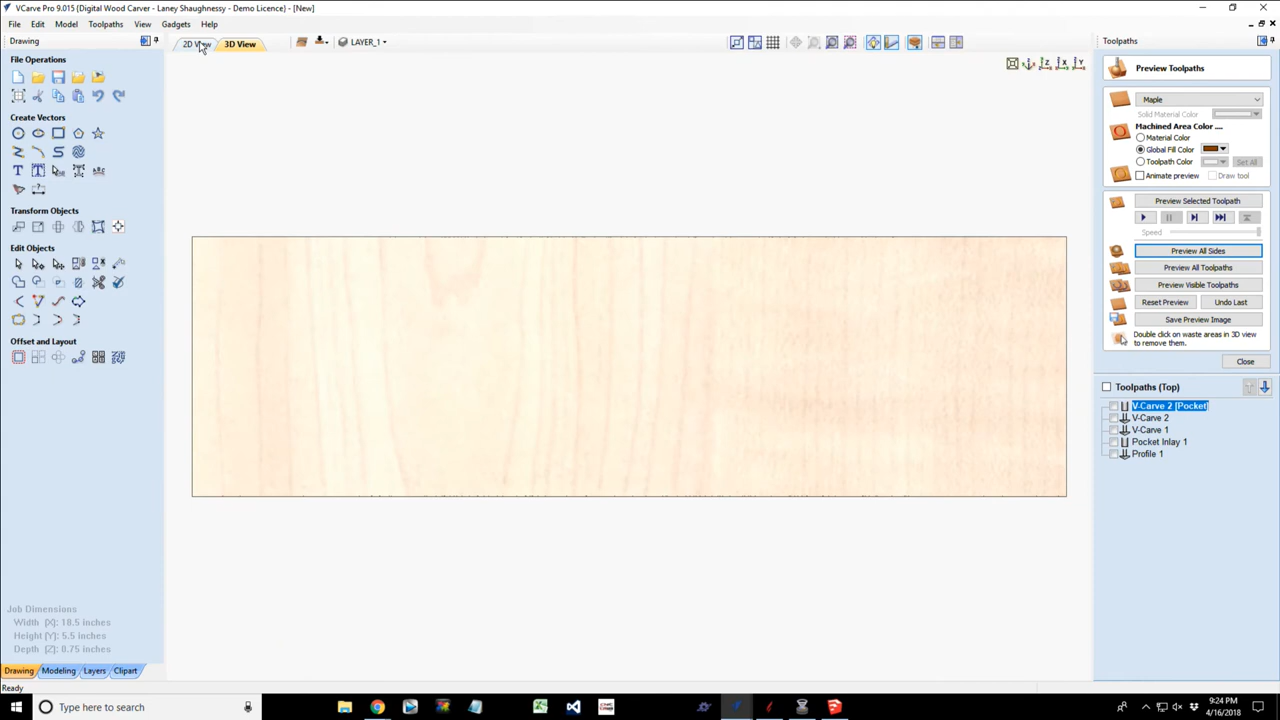 VCarve Pro 9.015 {Digital Wood Carver - Laney Shaughnessy - Demo Licence} - [New]
File Edit Model Toolpaths View Gadgets Help
Drawing
2D View 3D View LAYER_1
Toolpaths
File Operations
Create Vectors
Transform Objects
Edit Objects
Offset and Layout
Job Dimensions
Width (X): 18.5 inches
Height (Y): 5.5 inches
Depth (Z): 0.75 inches
Drawing Modeling Layers Clipart
Ready
Preview Toolpaths
Maple
Solid Material Color
Machined Area Color ....
Material Color
Global Fill Color
Toolpath Color Set All
Animate preview Draw tool
Preview Selected Toolpath
Speed
Preview All Sides
Preview All Toolpaths
Preview Visible Toolpaths
Reset Preview Undo Last
Save Preview Image
Double click on waste areas in 3D view
to remove them.
Close
Toolpaths (Top)
V-Carve 2 [Pocket]
V-Carve 2
V-Carve 1
Pocket Inlay 1
Profile 1
Type here to search
9:24 PM
4/16/2018